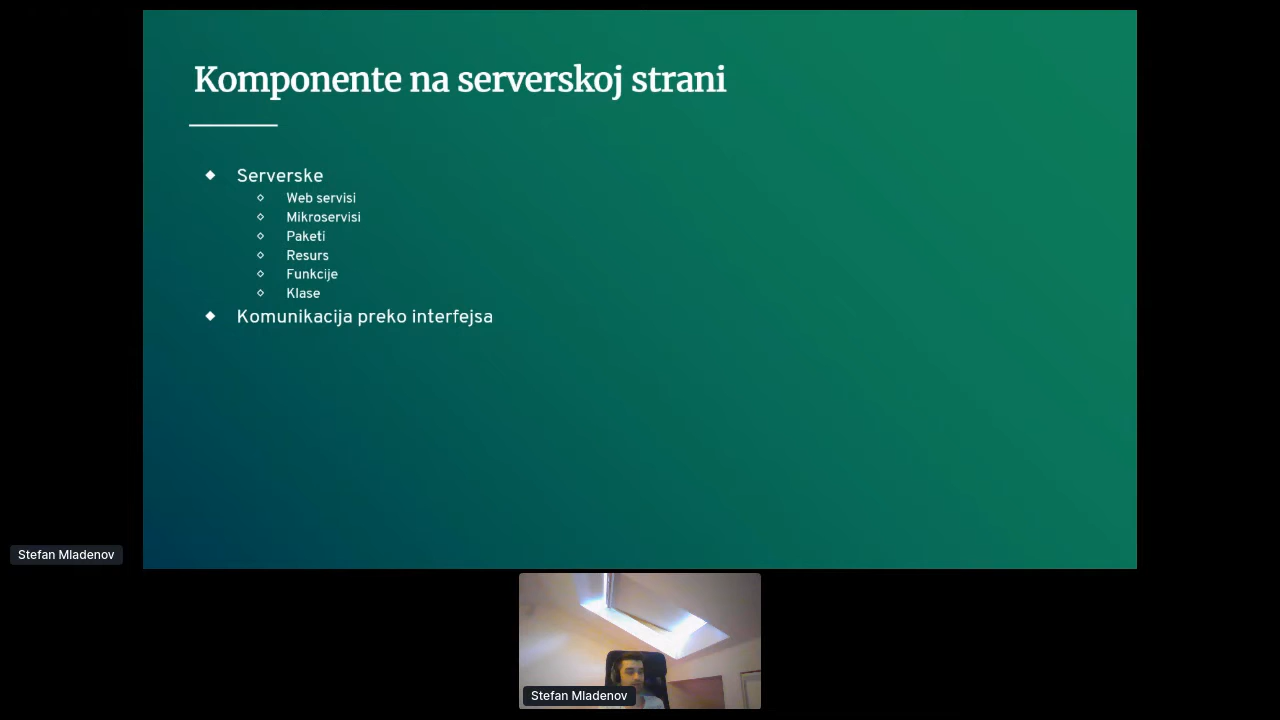 Komponente na serverskoj strani
Serverske
Web servisi
Mikroservisi
Paketi
Resurs
Funkcije
Klase
Komunikacija preko interfejsa
Stefan Mladenov
Stefan Mladenov